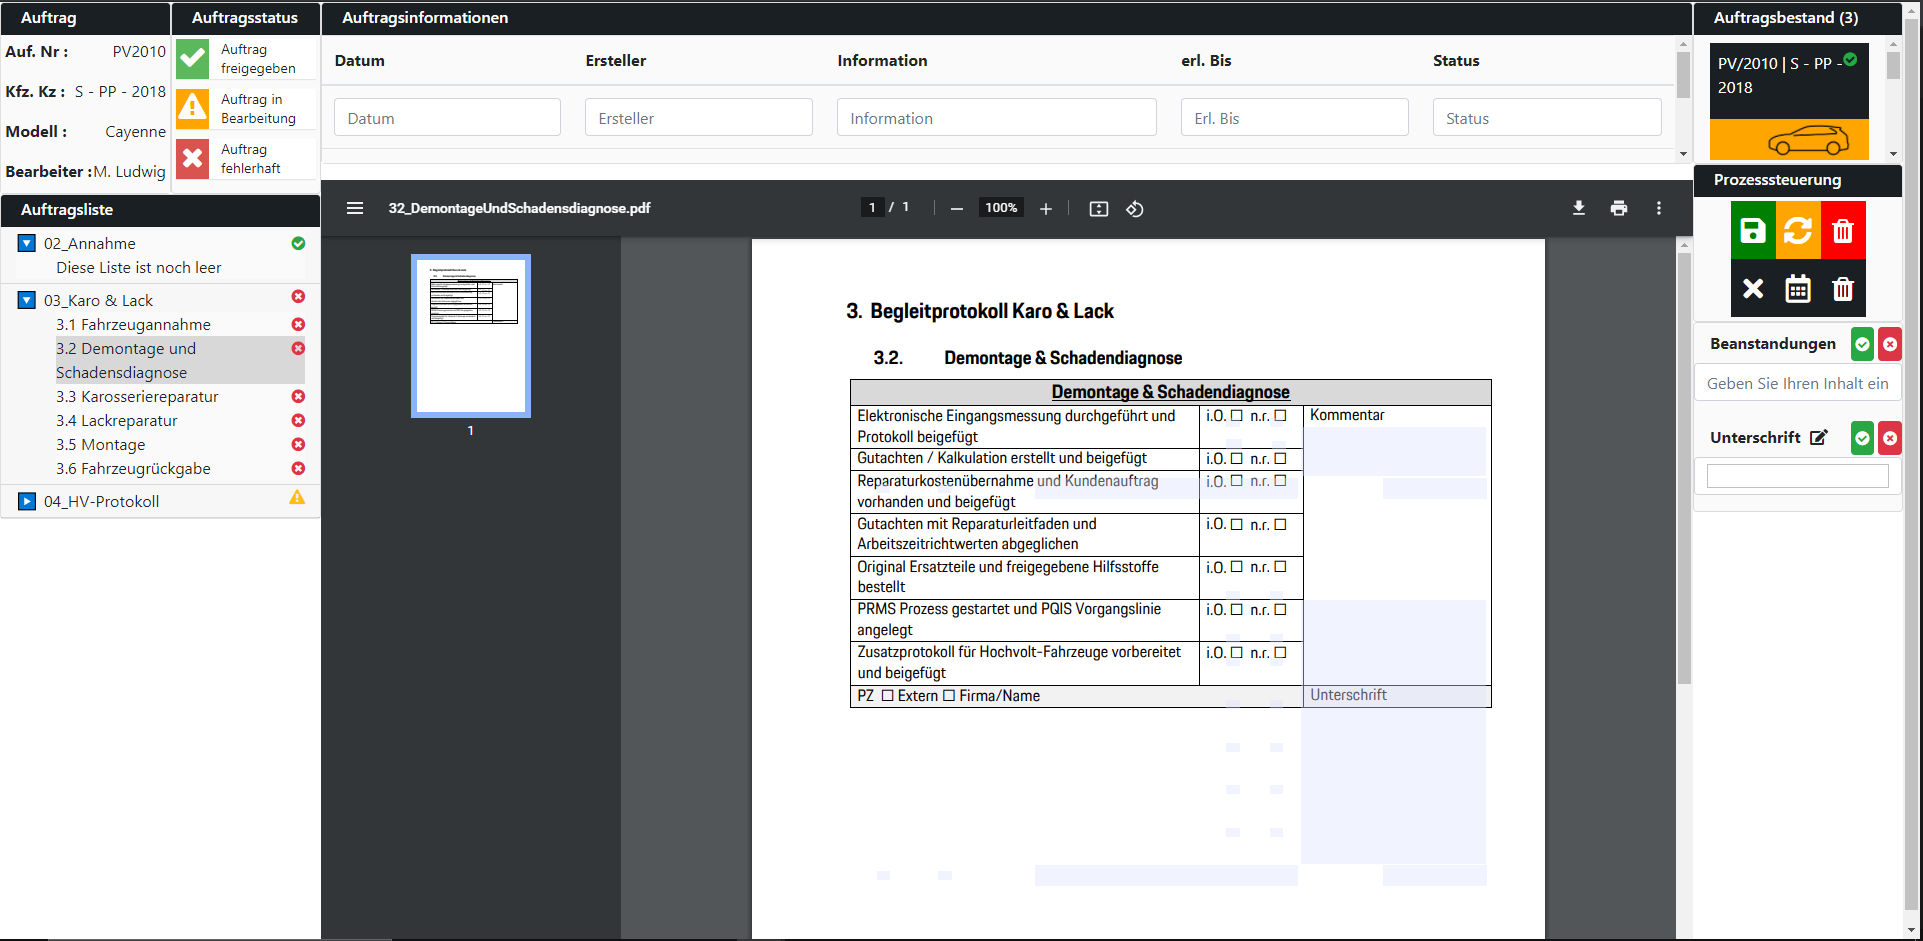 Auftrag
Auf. Nr : PV2010
Kfz. Kz : S - PP - 2018
Modell : Cayenne
Bearbeiter : M. Ludwig
Auftragsstatus
Auftrag
freigegeben
Auftrag in
Bearbeitung
Auftrag
fehlerhaft
Auftragsinformationen
Datum Ersteller Information erl. Bis Status
Datum Ersteller Information Erl. Bis Status
Auftragsbestand (3)
PV/2010 | S - PP -
2018
Auftragsliste
02_Annahme
Diese Liste ist noch leer
03_Karo & Lack
3.1 Fahrzeugannahme
3.2 Demontage und
Schadensdiagnose
3.3 Karosseriereparatur
3.4 Lackreparatur
3.5 Montage
3.6 Fahrzeugrückgabe
04_HV-Protokoll
32_DemontageUndSchadensdiagnose.pdf
1 / 1
100%
1
3. Begleitprotokoll Karo & Lack
3.2. Demontage & Schadendiagnose
Demontage & Schadendiagnose
Elektronische Eingangsmessung durchgeführt und i.O. ☐ n.r. ☐ Kommentar
Protokoll beigefügt
Gutachten / Kalkulation erstellt und beigefügt i.O. ☐ n.r. ☐
Reparaturkostenübernahme und Kundenauftrag i.O. ☐ n.r. ☐
vorhanden und beigefügt
Gutachten mit Reparaturleitfaden und i.O. ☐ n.r. ☐
Arbeitszeitrichtwerten abgeglichen
Original Ersatzteile und freigegebene Hilfsstoffe i.O. ☐ n.r. ☐
bestellt
PRMS Prozess gestartet und PQIS Vorgangslinie i.O. ☐ n.r. ☐
angelegt
Zusatzprotokoll für Hochvolt-Fahrzeuge vorbereitet i.O. ☐ n.r. ☐
und beigefügt
PZ ☐ Extern ☐ Firma/Name Unterschrift
Prozesssteuerung
Beanstandungen
Geben Sie Ihren Inhalt ein
Unterschrift